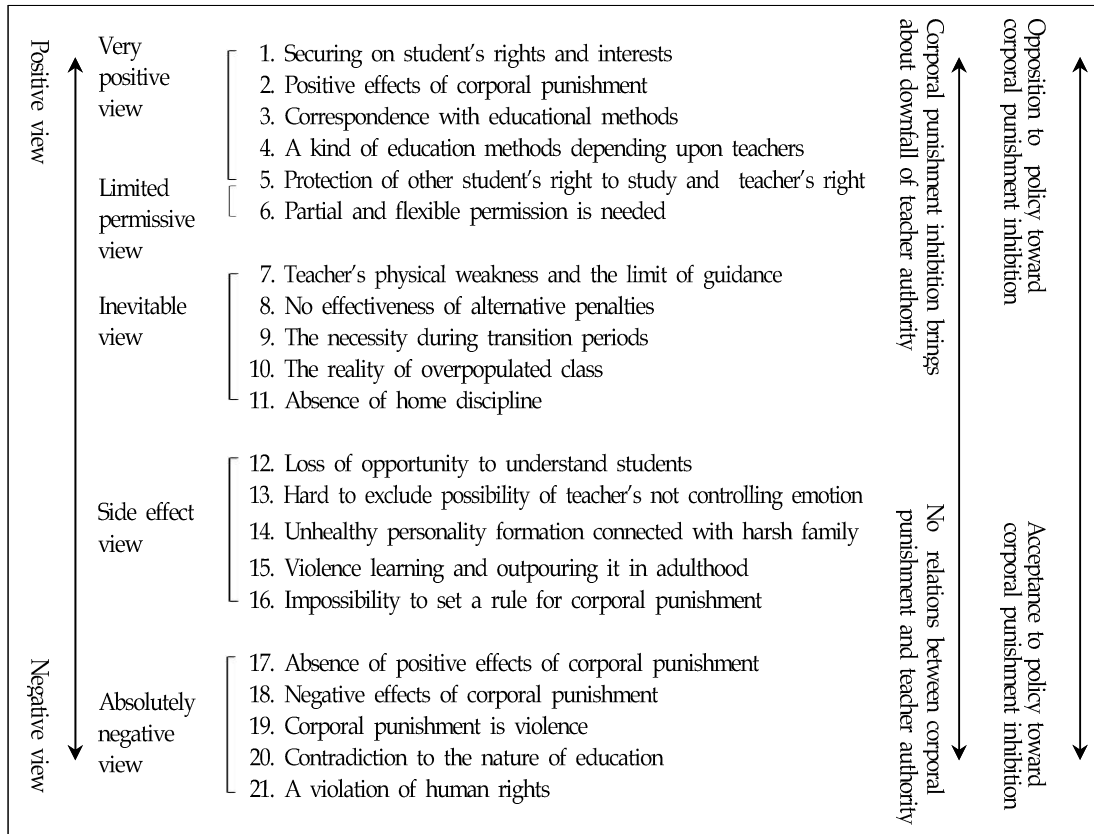 Positive view
Negative view
Very
positive
view
Limited
permissive
view
Inevitable
view
Side effect
view
Absolutely
negative
view
1. Securing on student's rights and interests
2. Positive effects of corporal punishment
3. Correspondence with educational methods
4. A kind of education methods depending upon teachers
5. Protection of other student's right to study and teacher's right
6. Partial and flexible permission is needed
7. Teacher's physical weakness and the limit of guidance
8. No effectiveness of alternative penalties
9. The necessity during transition periods
10. The reality of overpopulated class
11. Absence of home discipline
12. Loss of opportunity to understand students
13. Hard to exclude possibility of teacher's not controlling emotion
14. Unhealthy personality formation connected with harsh family
15. Violence learning and outpouring it in adulthood
16. Impossibility to set a rule for corporal punishment
17. Absence of positive effects of corporal punishment
18. Negative effects of corporal punishment
19. Corporal punishment is violence
20. Contradiction to the nature of education
21. A violation of human rights
Corporal punishment inhibition brings
about downfall of teacher authority
No relations between corporal
punishment and teacher authority
Opposition to policy toward
corporal punishment inhibition
Acceptance to policy toward
corporal punishment inhibition